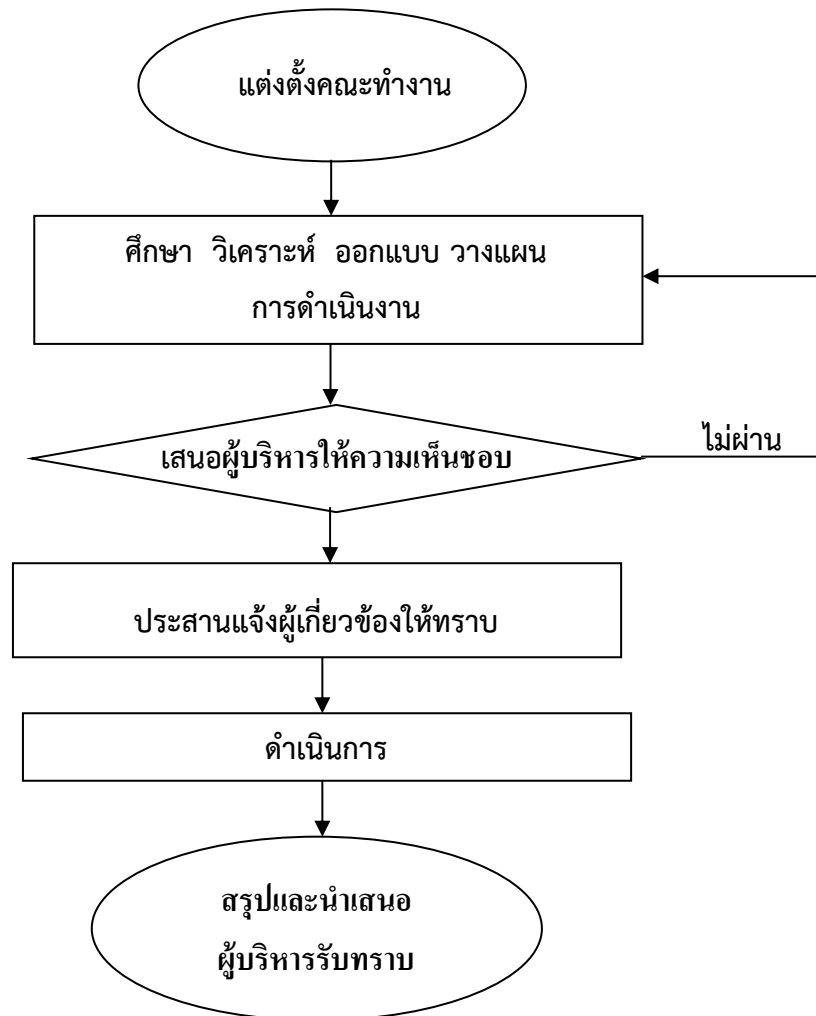 แต่งตั้งคณะทำงาน
ศึกษา วิเคราะห์ ออกแบบ วางแผน
การดำเนินงาน
เสนอผู้บริหารให้ความเห็นชอบ
ไม่ผ่าน
ประสานแจ้งผู้เกี่ยวข้องให้ทราบ
ดำเนินการ
สรุปและนำเสนอ
ผู้บริหารรับทราบ